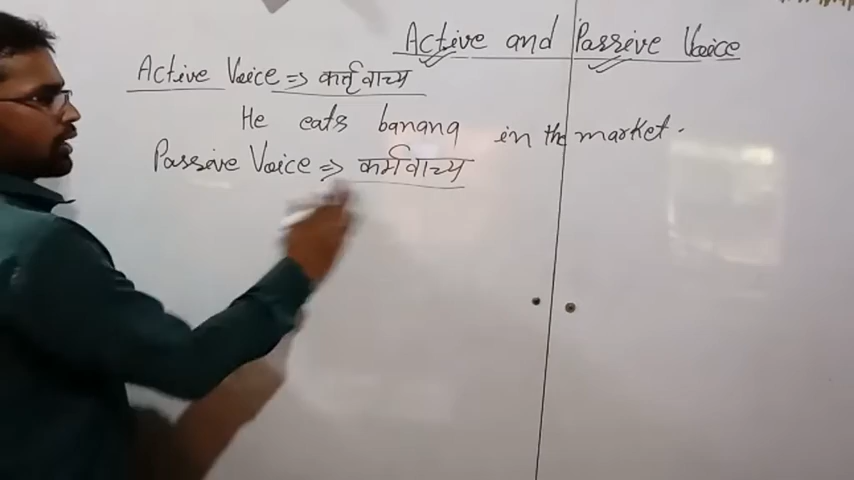 Active and Passive Voice
Active Voice => कर्तृवाच्य
He eats banana in the market.
Passive Voice => कर्मवाच्य